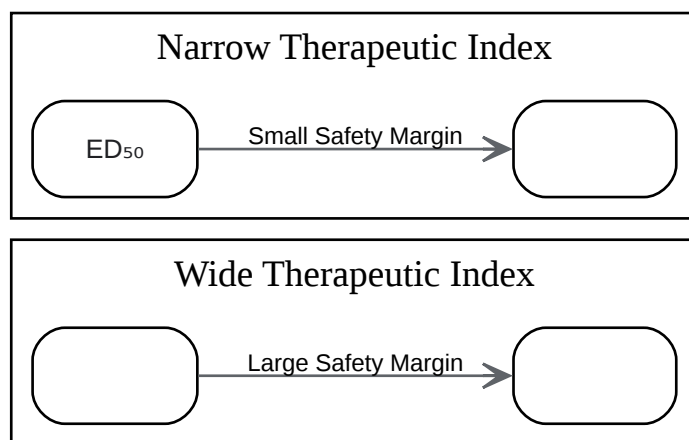 Narrow Therapeutic Index
ED₅₀
Small Safety Margin
Wide Therapeutic Index
Large Safety Margin